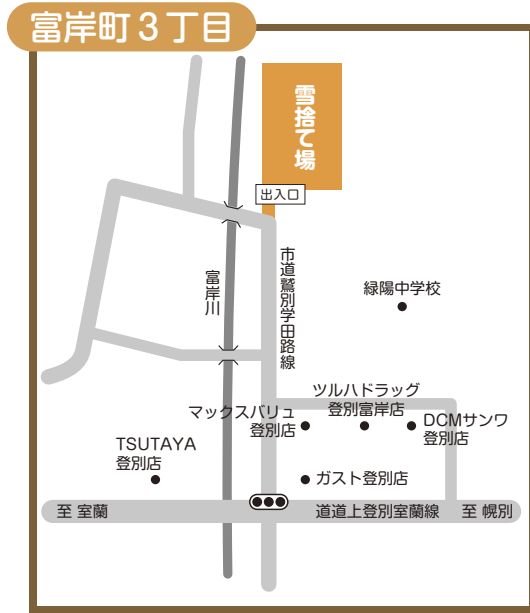 富岸町3丁目
雪捨て場
出入口
市道鷲別学田路線
富岸川
緑陽中学校
ツルハドラッグ
登別富岸店
マックスバリュ
登別店
DCMサンワ
登別店
TSUTAYA
登別店
ガスト登別店
至 室蘭
道道上登別室蘭線
至 幌別